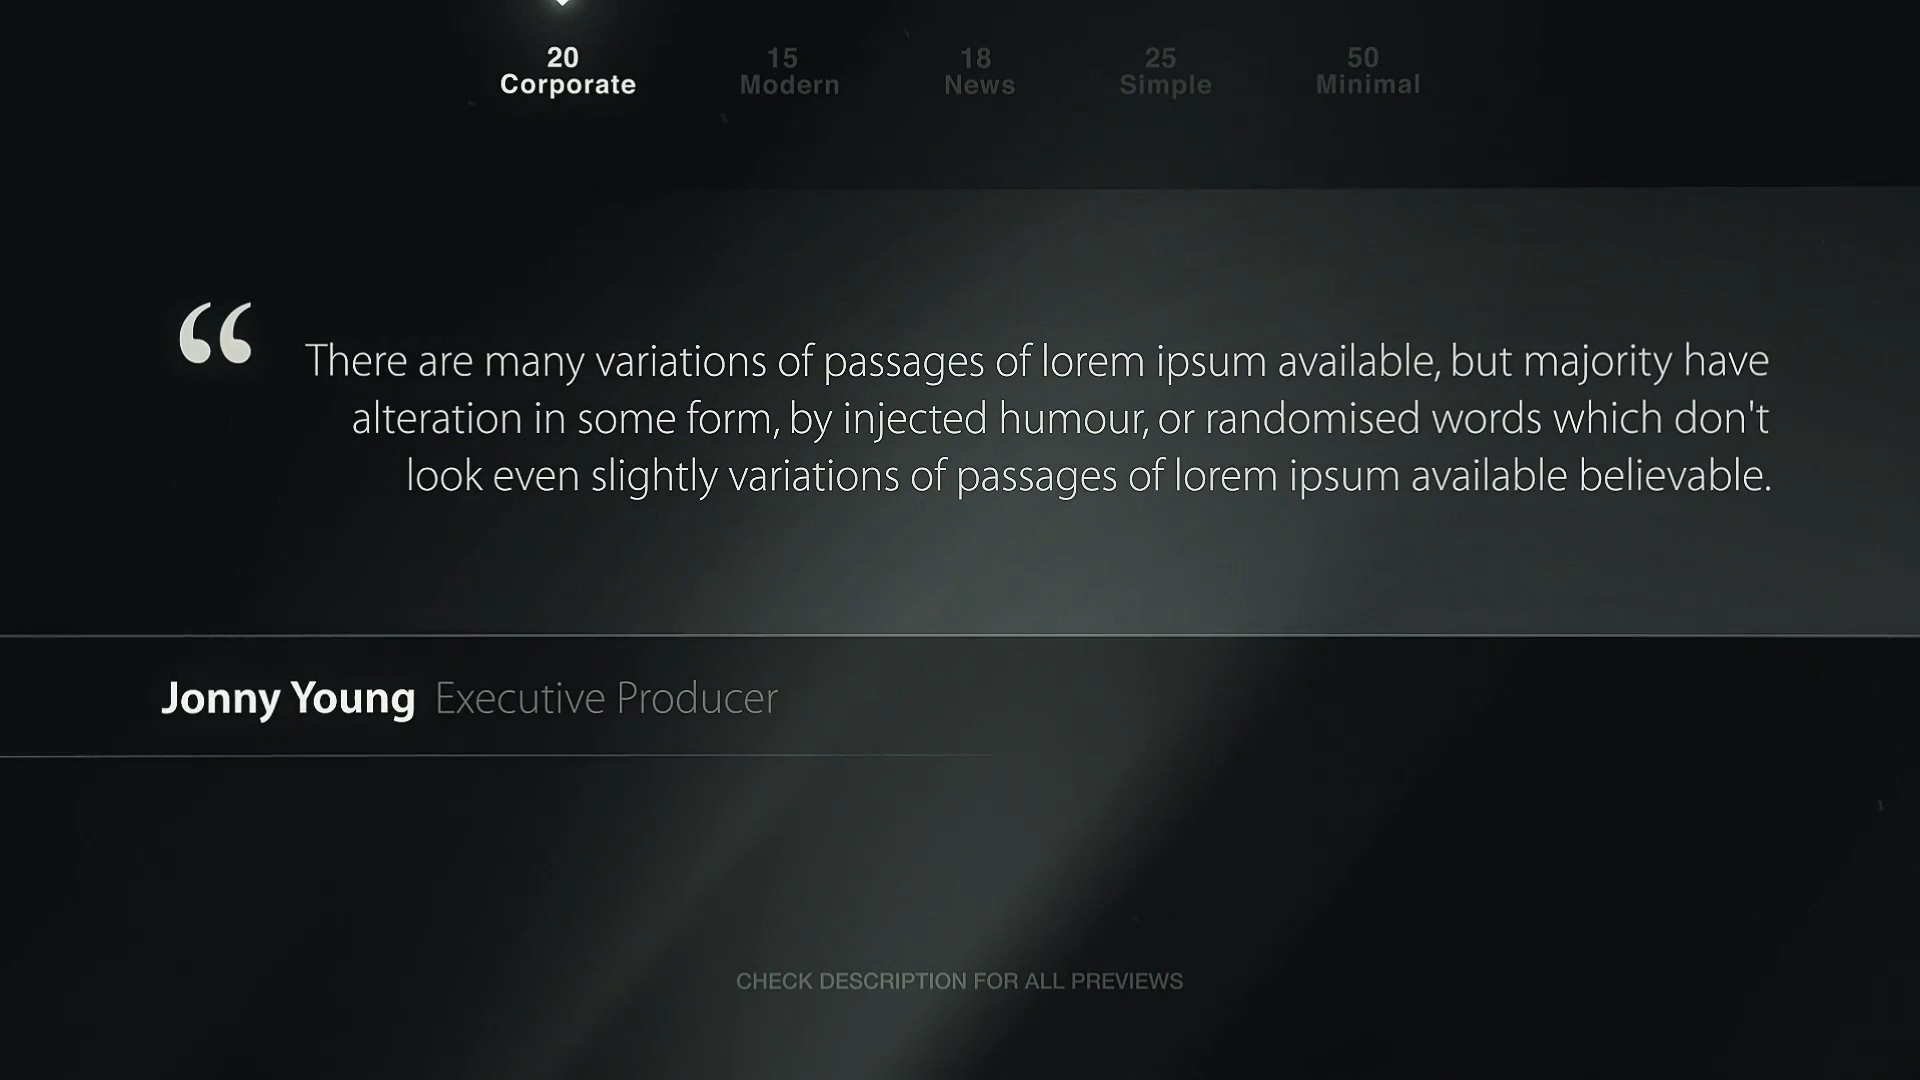 20 15 18 25 50
Corporate Modern News Simple Minimal
“ There are many variations of passages of lorem ipsum available, but majority have
alteration in some form, by injected humour, or randomised words which don't
look even slightly variations of passages of lorem ipsum available believable.
Jonny Young Executive Producer
CHECK DESCRIPTION FOR ALL PREVIEWS